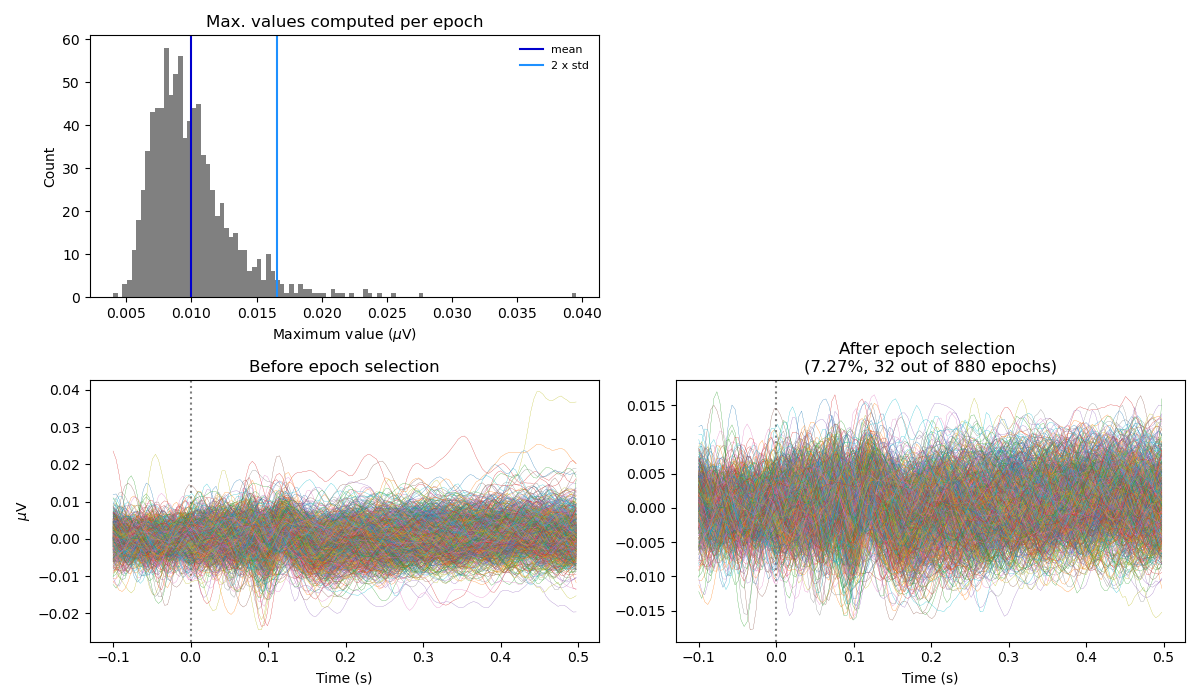 Max. values computed per epoch
60
50
40
30
20
10
0
Count
mean
2 x std
0.005 0.010 0.015 0.020 0.025 0.030 0.035 0.040
Maximum value (μV)
Before epoch selection
0.04
0.03
0.02
0.01
0.00
−0.01
−0.02
μV
−0.1 0.0 0.1 0.2 0.3 0.4 0.5
Time (s)
After epoch selection
(7.27%, 32 out of 880 epochs)
0.015
0.010
0.005
0.000
−0.005
−0.010
−0.015
−0.1 0.0 0.1 0.2 0.3 0.4 0.5
Time (s)